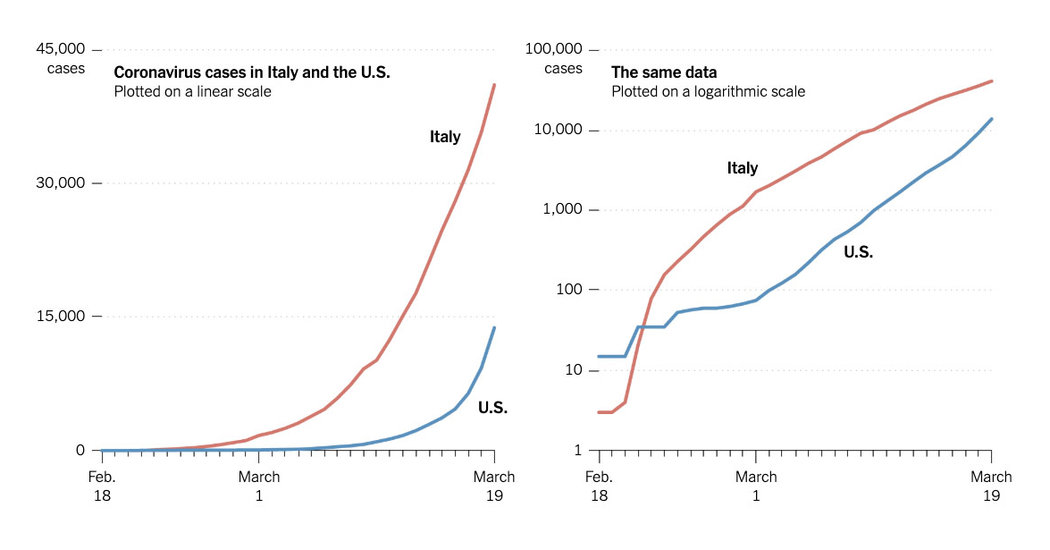 45,000
cases
Coronavirus cases in Italy and the U.S.
Plotted on a linear scale
Italy
30,000
15,000
U.S.
0
Feb.
18
March
1
March
19
100,000
cases
The same data
Plotted on a logarithmic scale
10,000
Italy
1,000
U.S.
100
10
1
Feb.
18
March
1
March
19